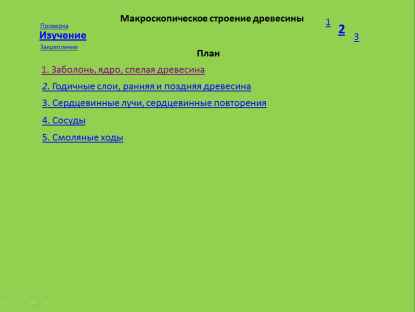 Макроскопическое строение древесины
Проверка
Изучение
Закрепление
1
2
3
План
1. Заболонь, ядро, спелая древесина
2. Годичные слои, ранняя и поздняя древесина
3. Сердцевинные лучи, сердцевинные повторения
4. Сосуды
5. Смоляные ходы